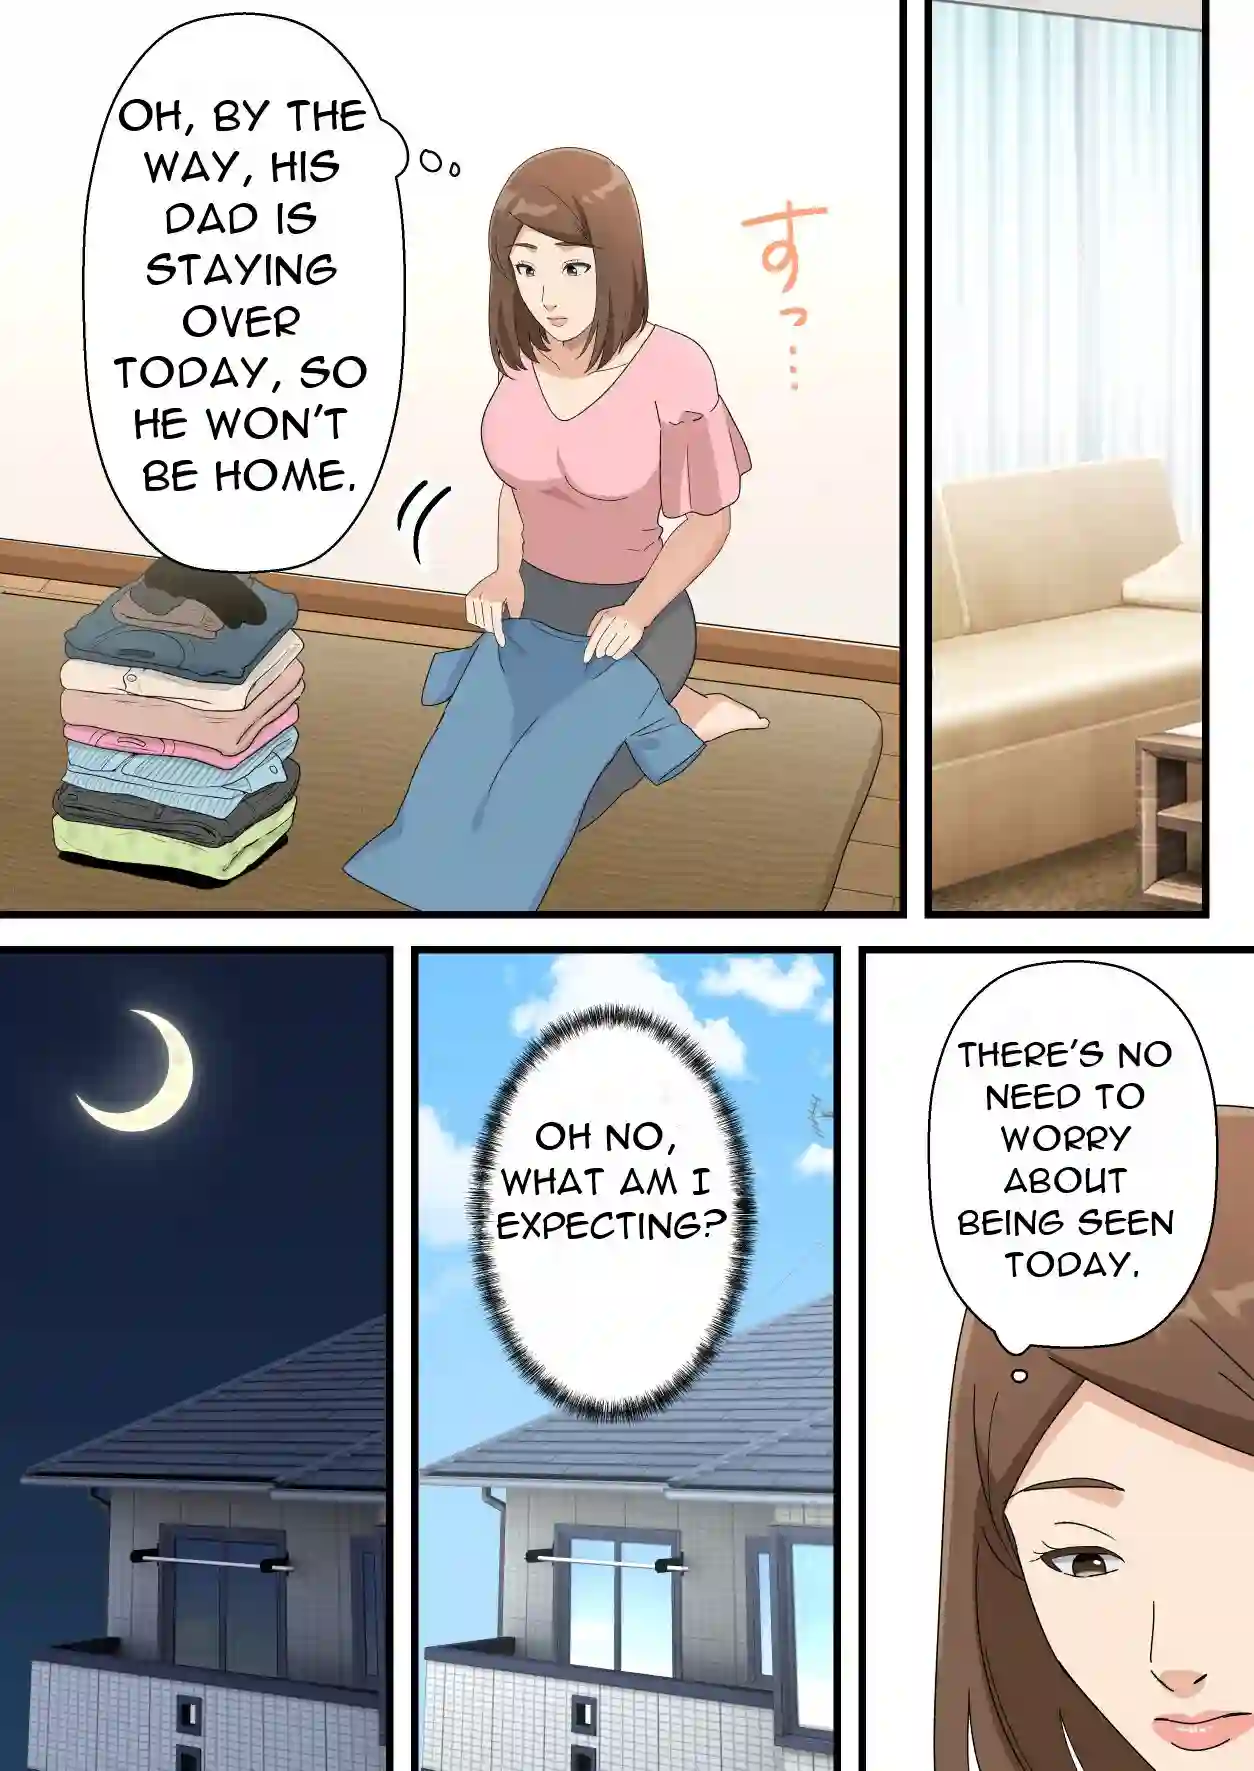 OH, BY THE
WAY, HIS
DAD IS
STAYING
OVER
TODAY, SO
HE WON'T
BE HOME.
すっ...
THERE'S NO
NEED TO
WORRY
ABOUT
BEING SEEN
TODAY.
OH NO,
WHAT AM I
EXPECTING?